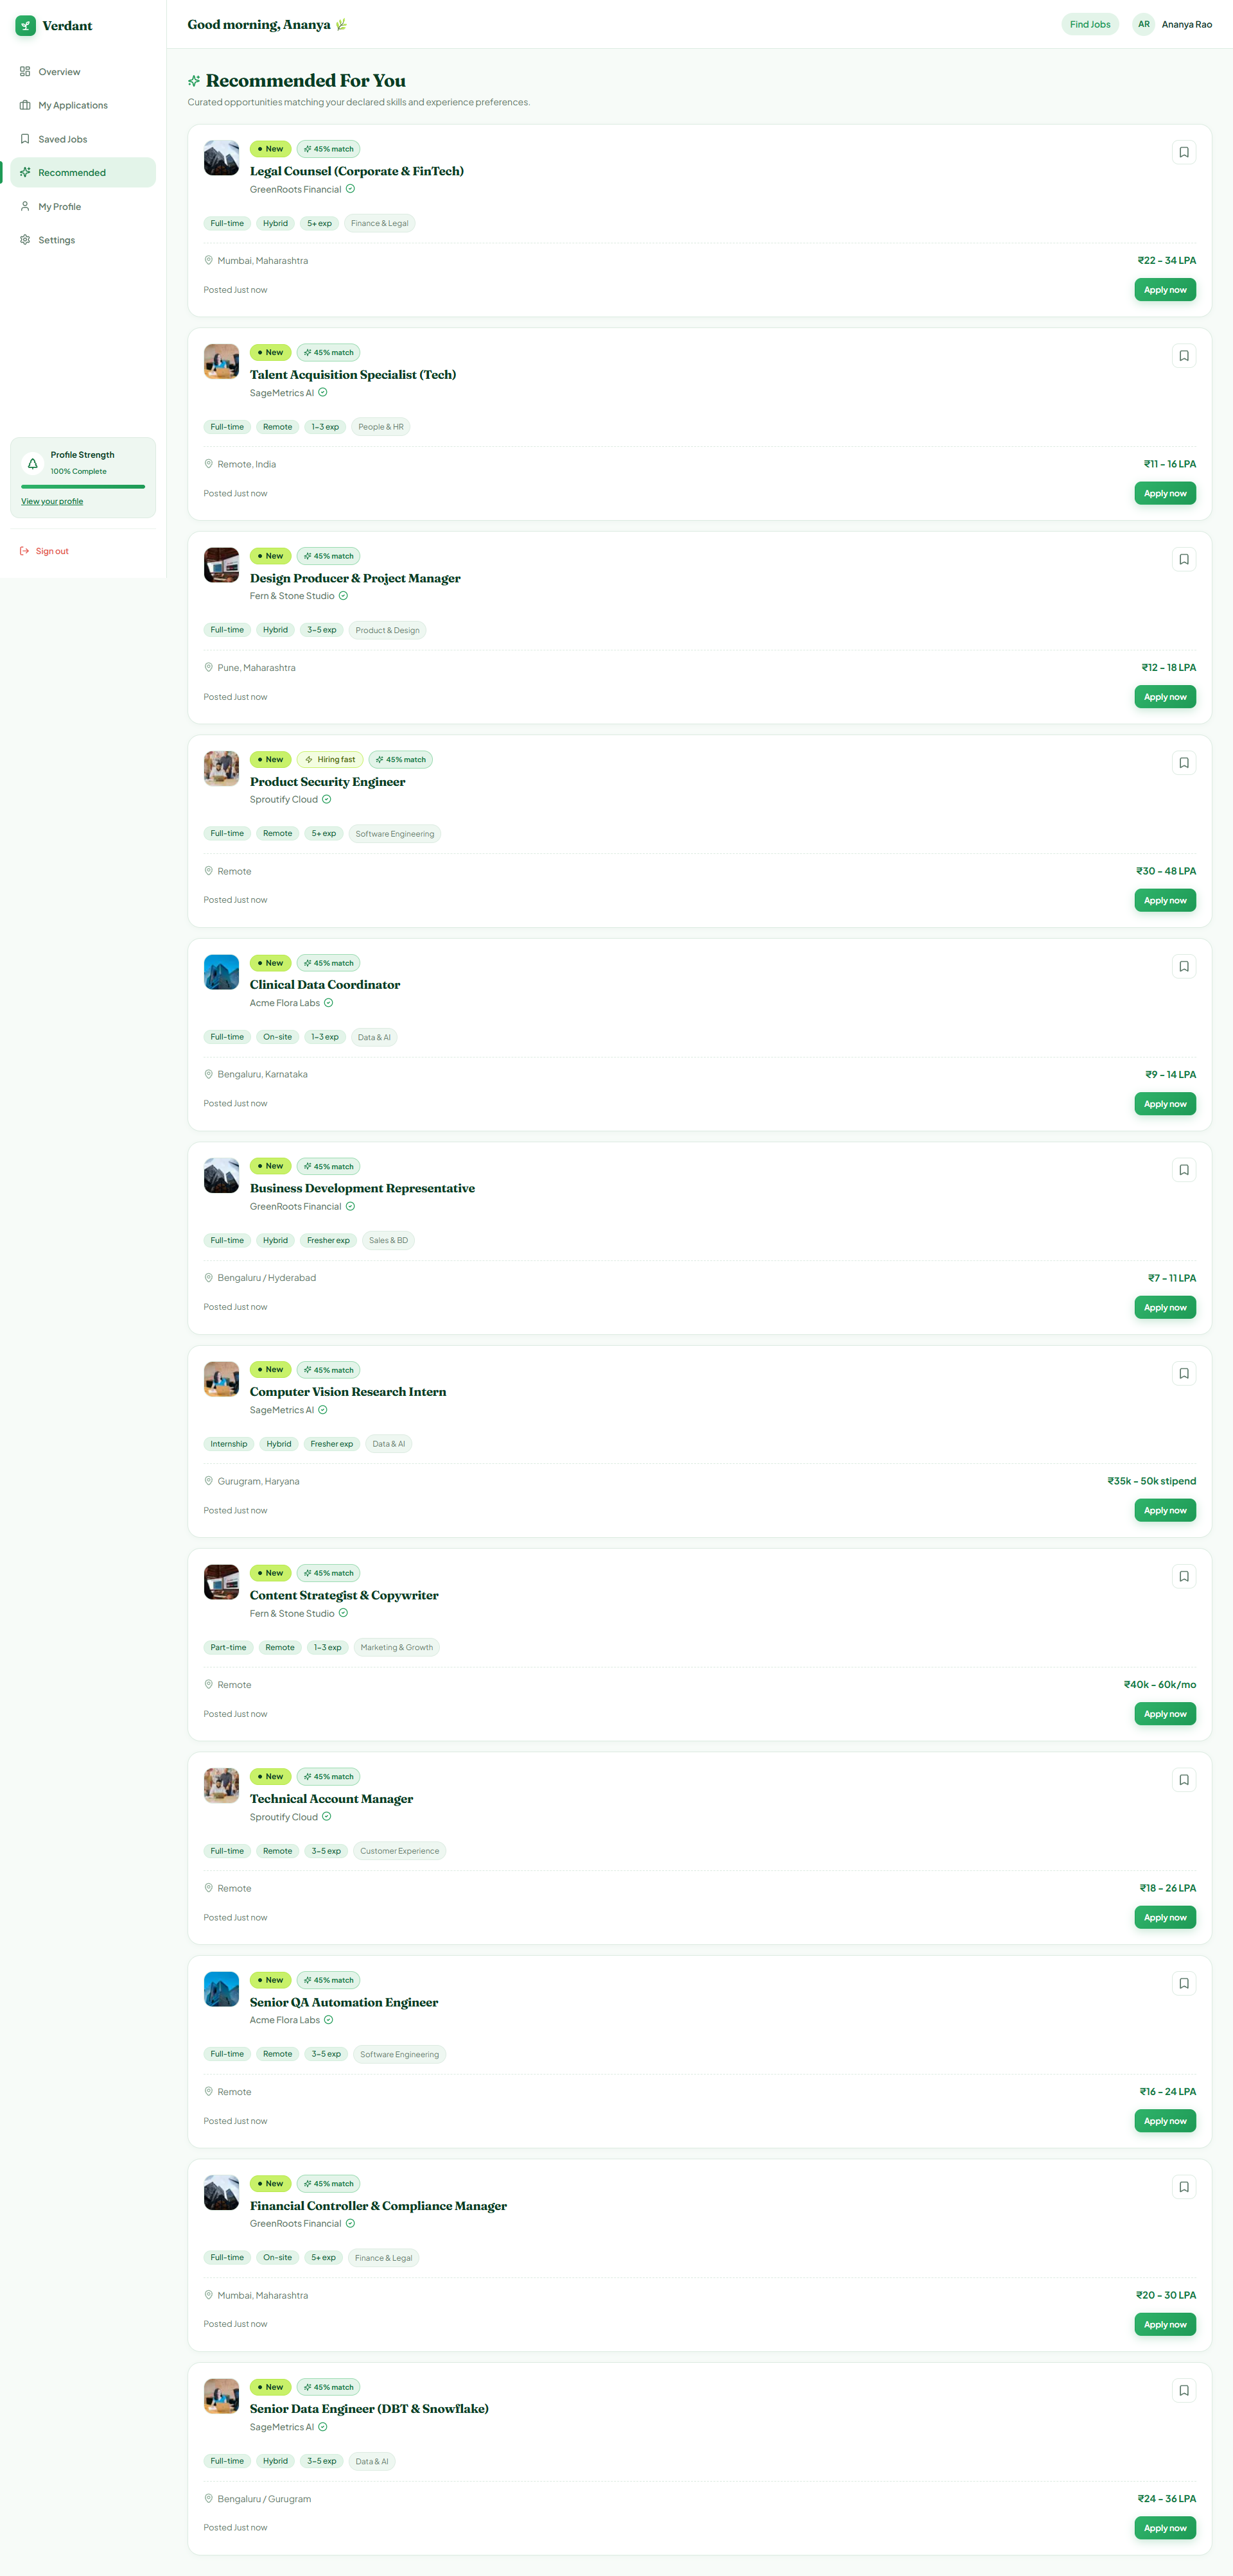 Verdant
Overview
My Applications
Saved Jobs
Recommended
My Profile
Settings
Profile Strength
100% Complete
View your profile
Sign out
Good morning, Ananya
Find Jobs
AR
Ananya Rao
Recommended For You
Curated opportunities matching your declared skills and experience preferences.
New 45% match
Legal Counsel (Corporate & FinTech)
GreenRoots Financial
Full-time Hybrid 5+ exp Finance & Legal
Mumbai, Maharashtra ₹22 – 34 LPA
Posted Just now Apply now
New 45% match
Talent Acquisition Specialist (Tech)
SageMetrics AI
Full-time Remote 1–3 exp People & HR
Remote, India ₹11 – 16 LPA
Posted Just now Apply now
New 45% match
Design Producer & Project Manager
Fern & Stone Studio
Full-time Hybrid 3–5 exp Product & Design
Pune, Maharashtra ₹12 – 18 LPA
Posted Just now Apply now
New Hiring fast 45% match
Product Security Engineer
Sproutify Cloud
Full-time Remote 5+ exp Software Engineering
Remote ₹30 – 48 LPA
Posted Just now Apply now
New 45% match
Clinical Data Coordinator
Acme Flora Labs
Full-time On-site 1–3 exp Data & AI
Bengaluru, Karnataka ₹9 – 14 LPA
Posted Just now Apply now
New 45% match
Business Development Representative
GreenRoots Financial
Full-time Hybrid Fresher exp Sales & BD
Bengaluru / Hyderabad ₹7 – 11 LPA
Posted Just now Apply now
New 45% match
Computer Vision Research Intern
SageMetrics AI
Internship Hybrid Fresher exp Data & AI
Gurugram, Haryana ₹35k – 50k stipend
Posted Just now Apply now
New 45% match
Content Strategist & Copywriter
Fern & Stone Studio
Part-time Remote 1–3 exp Marketing & Growth
Remote ₹40k – 60k/mo
Posted Just now Apply now
New 45% match
Technical Account Manager
Sproutify Cloud
Full-time Remote 3–5 exp Customer Experience
Remote ₹18 – 26 LPA
Posted Just now Apply now
New 45% match
Senior QA Automation Engineer
Acme Flora Labs
Full-time Remote 3–5 exp Software Engineering
Remote ₹16 – 24 LPA
Posted Just now Apply now
New 45% match
Financial Controller & Compliance Manager
GreenRoots Financial
Full-time On-site 5+ exp Finance & Legal
Mumbai, Maharashtra ₹20 – 30 LPA
Posted Just now Apply now
New 45% match
Senior Data Engineer (DBT & Snowflake)
SageMetrics AI
Full-time Hybrid 3–5 exp Data & AI
Bengaluru / Gurugram ₹24 – 36 LPA
Posted Just now Apply now